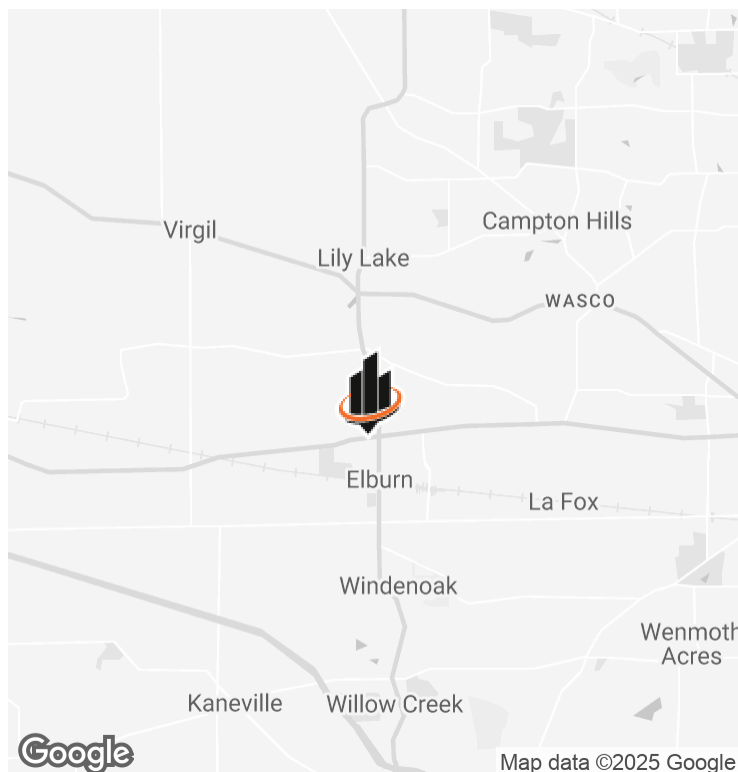 Virgil
Campton Hills
Lily Lake
WASCO
Elburn
La Fox
Windenoak
Wenmoth
Acres
Kaneville
Willow Creek
Google
Map data ©2025 Google